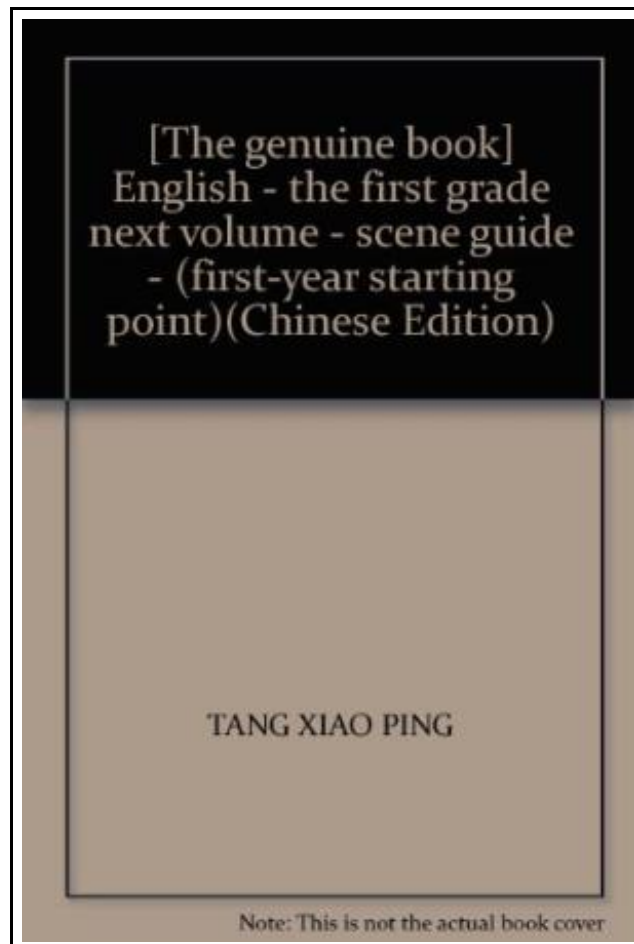 [The genuine book]
English - the first grade
next volume - scene guide
- (first-year starting
point)(Chinese Edition)
TANG XIAO PING
Note: This is not the actual book cover